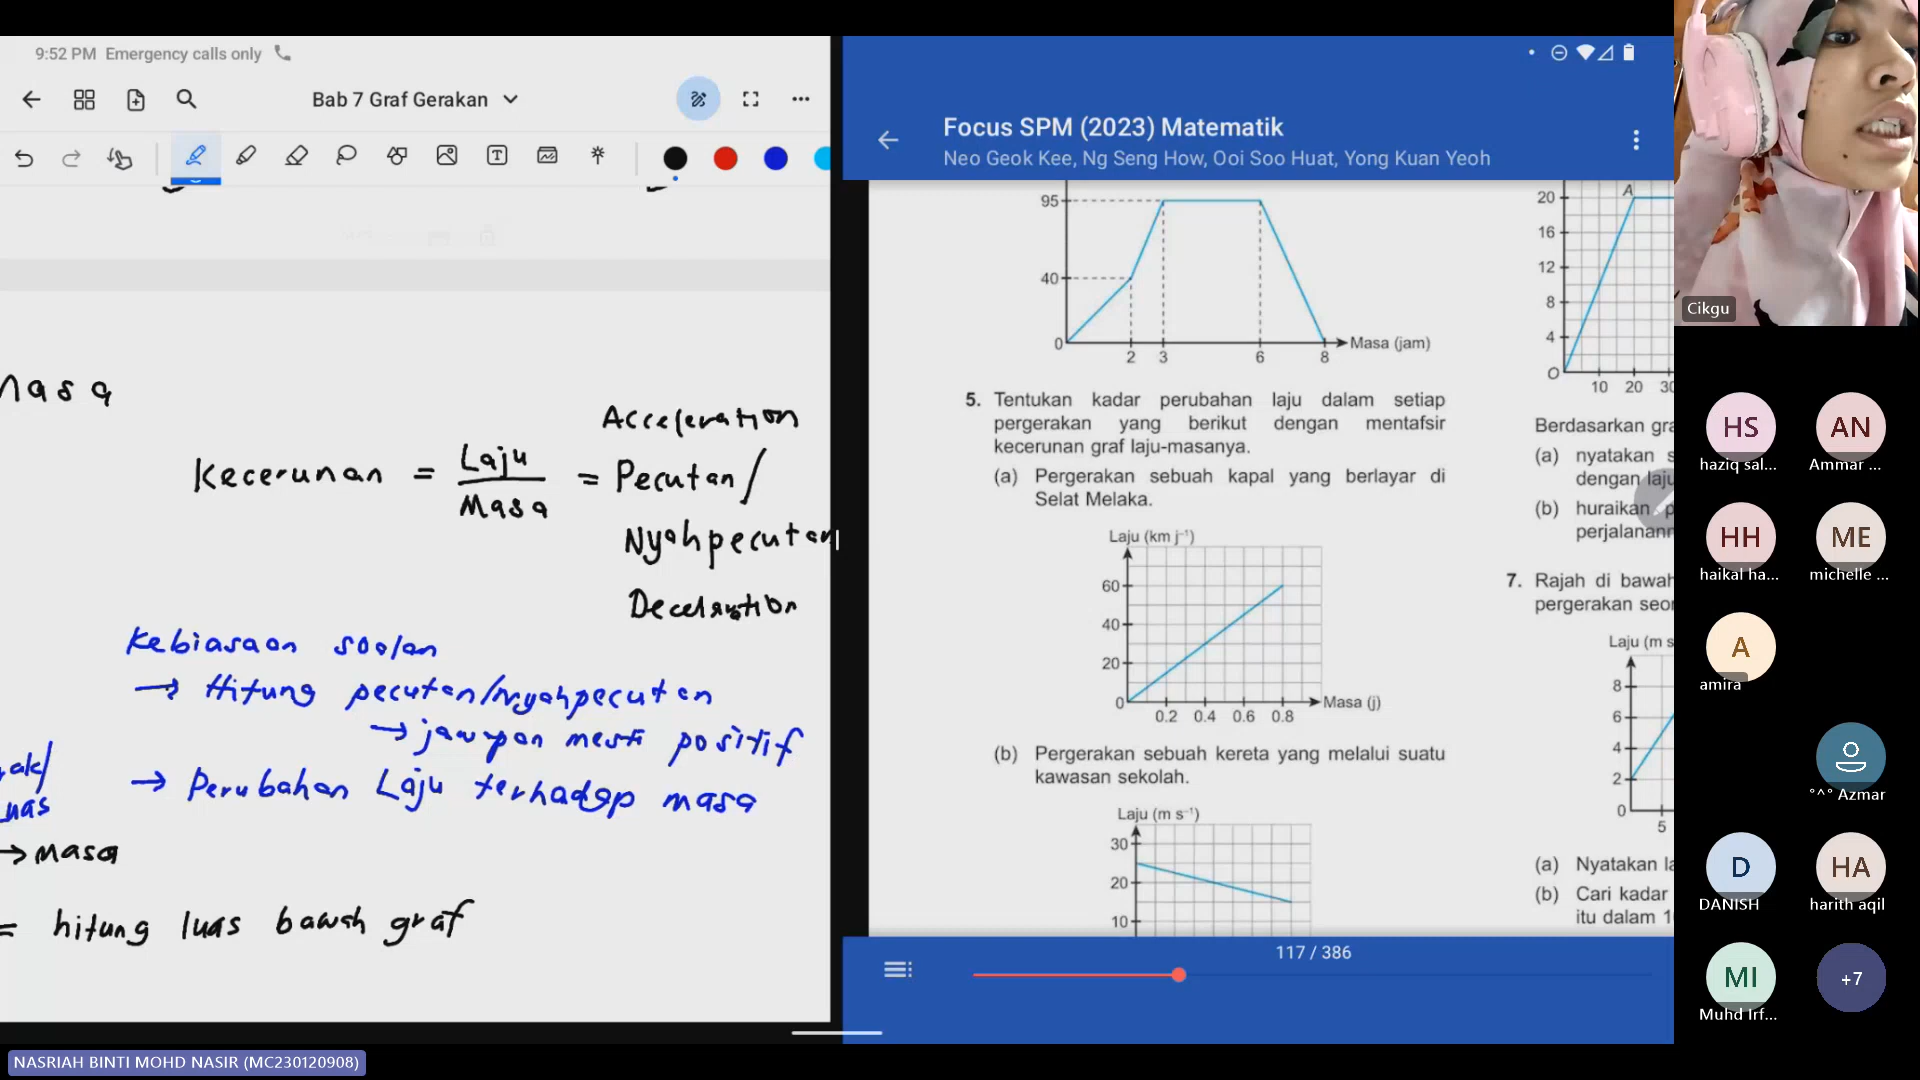 9:52 PM Emergency calls only
Bab 7 Graf Gerakan
Masa
Kecerunan = Laju / Masa = Pecutan /
Acceleration
Nyahpecutan
Deceleration
Kebiasaan soalan
→ Hitung pecutan/nyahpecutan
→ jawapan mesti positif
→ Perubahan Laju terhadap masa
uas
→ Masa
= hitung luas bawah graf
Focus SPM (2023) Matematik
Neo Geok Kee, Ng Seng How, Ooi Soo Huat, Yong Kuan Yeoh
95
40
0
2 3 6 8
Masa (jam)
5. Tentukan kadar perubahan laju dalam setiap
pergerakan yang berikut dengan mentafsir
kecerunan graf laju-masanya.
(a) Pergerakan sebuah kapal yang berlayar di
Selat Melaka.
Laju (km j⁻¹)
60
40
20
0
0.2 0.4 0.6 0.8
Masa (j)
(b) Pergerakan sebuah kereta yang melalui suatu
kawasan sekolah.
Laju (m s⁻¹)
30
20
10
A
20
16
12
8
4
O
10 20 30
Berdasarkan gra
(a) nyatakan s
dengan laju
(b) huraikan p
perjalanann
7. Rajah di bawah
pergerakan seor
Laju (m s
8
6
4
2
0
5
(a) Nyatakan la
(b) Cari kadar
itu dalam 1
117 / 386
Cikgu
HS
haziq sal...
AN
Ammar ...
HH
haikal ha...
ME
michelle ...
A
amira
°^° Azmar
D
DANISH
HA
harith aqil
MI
Muhd Irf...
+7
NASRIAH BINTI MOHD NASIR (MC230120908)